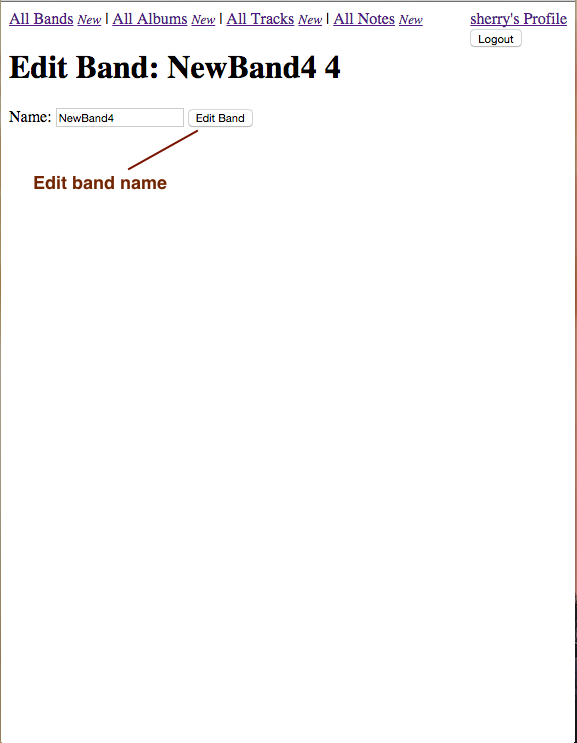 All Bands New | All Albums New | All Tracks New | All Notes New sherry's Profile
Logout
Edit Band: NewBand4 4
Name: NewBand4 Edit Band
Edit band name